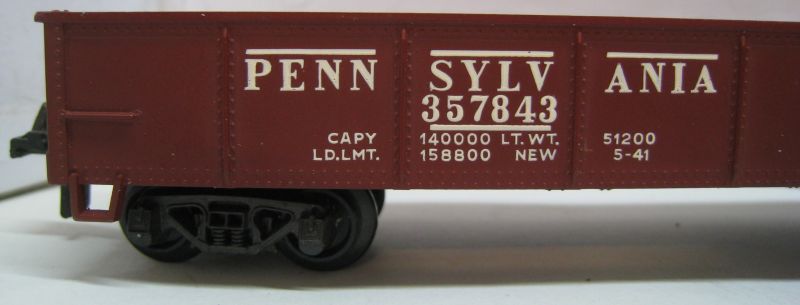 PENN SYLV ANIA
357843
CAPY 140000 LT. WT. 51200
LD.LMT. 158800 NEW 5-41